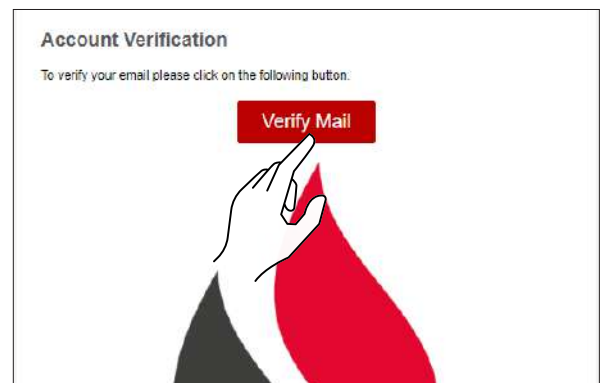 Account Verification
To verify your email please click on the following button.
Verify Mail